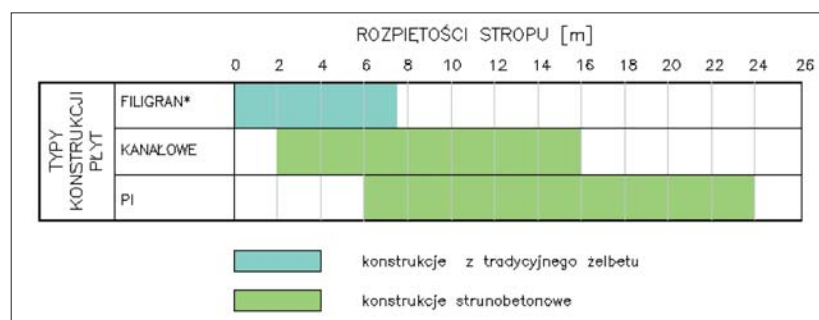 ROZPIĘTOŚCI STROPU [m]
0 2 4 6 8 10 12 14 16 18 20 22 24 26
TYPY
KONSTRUKCJI
PŁYT
FILIGRAN*
KANAŁOWE
PI
konstrukcje z tradycyjnego żelbetu
konstrukcje strunobetonowe